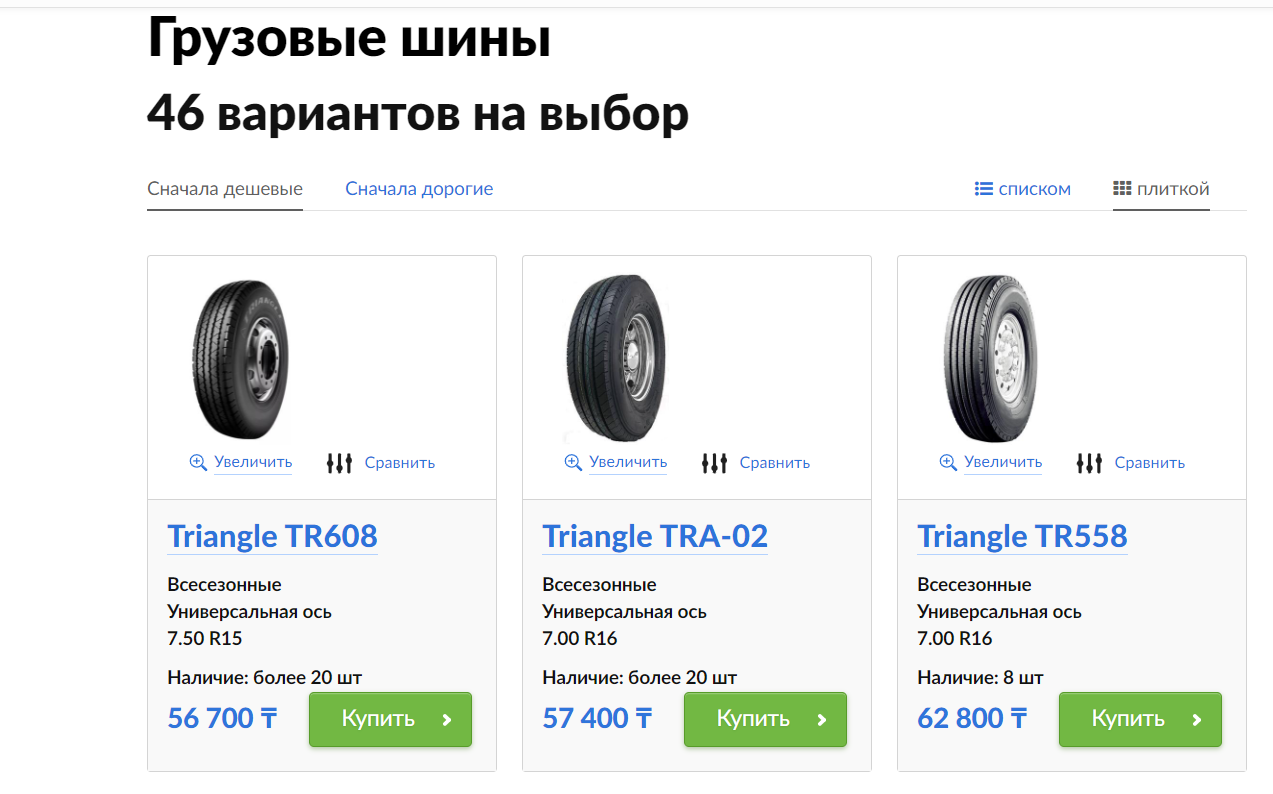 Грузовые шины
46 вариантов на выбор
Сначала дешевые Сначала дорогие списком плиткой
Увеличить Сравнить Увеличить Сравнить Увеличить Сравнить
Triangle TR608
Всесезонные
Универсальная ось
7.50 R15
Наличие: более 20 шт
56 700 ₸ Купить
Triangle TRA-02
Всесезонные
Универсальная ось
7.00 R16
Наличие: более 20 шт
57 400 ₸ Купить
Triangle TR558
Всесезонные
Универсальная ось
7.00 R16
Наличие: 8 шт
62 800 ₸ Купить